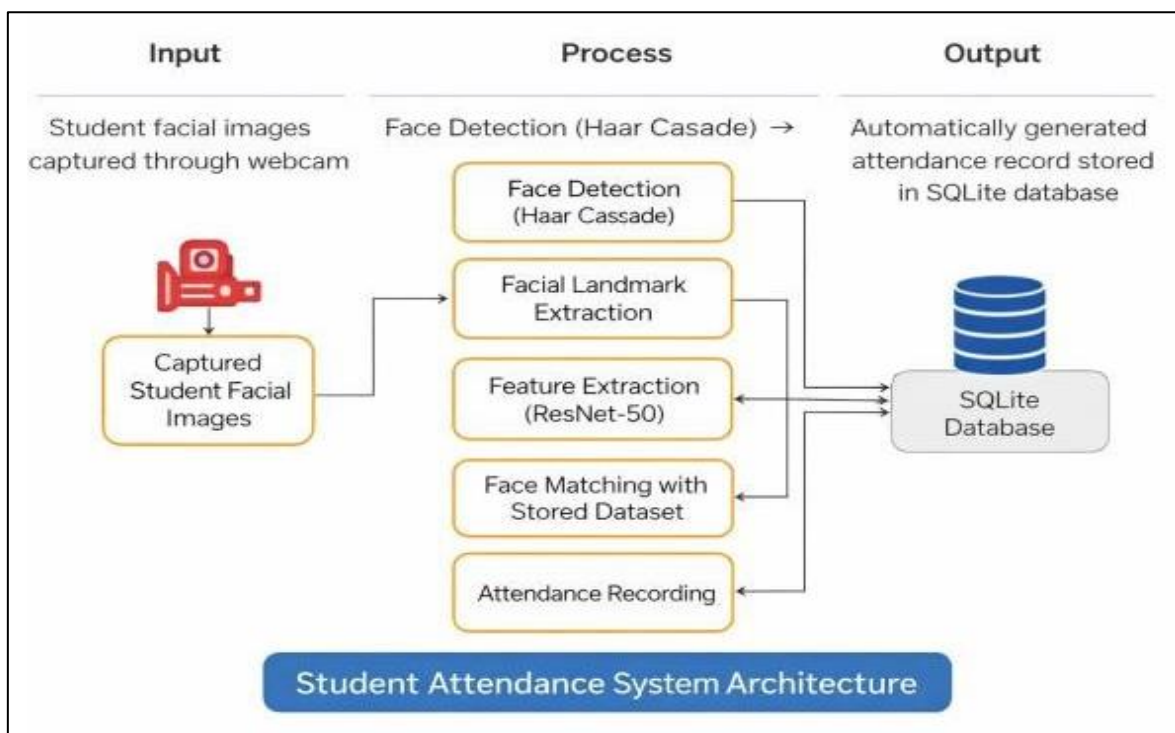 Input
Process
Output
Student facial images
captured through webcam
Face Detection (Haar Casade) →
Automatically generated
attendance record stored
in SQLite database
Captured
Student Facial
Images
Face Detection
(Haar Cassade)
Facial Landmark
Extraction
Feature Extraction
(ResNet-50)
Face Matching with
Stored Dataset
Attendance Recording
SQLite
Database
Student Attendance System Architecture